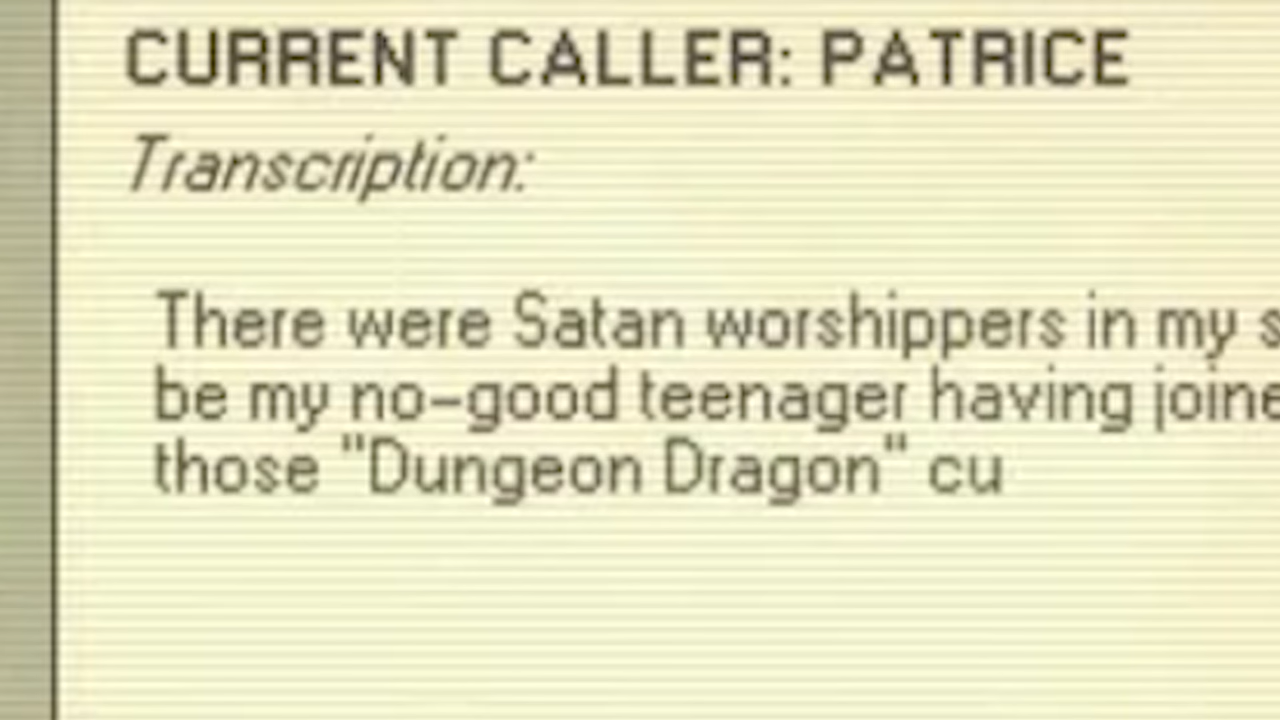 CURRENT CALLER: PATRICE
Transcription:
There were Satan worshippers in my s
be my no-good teenager having joine
those "Dungeon Dragon" cu